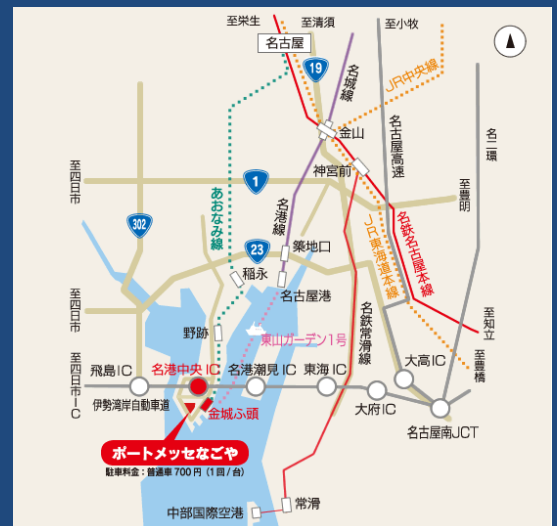 至栄生
至清須
至小牧
名古屋
19
名城線
JR中央線
金山
名古屋高速
名二環
神宮前
至四日市
1
至豊明
あおなみ線
302
名港線
JR東海道本線
名鉄名古屋本線
23
築地口
稲永
名古屋港
至四日市
名鉄常滑線
至知立
野跡
東山ガーデン1号
至豊橋
至四日市IC
飛島IC
名港中央IC
名港潮見IC
東海IC
大高IC
伊勢湾岸自動車道
金城ふ頭
大府IC
名古屋南JCT
ポートメッセなごや
駐車料金:普通車700円(1回/台)
常滑
中部国際空港